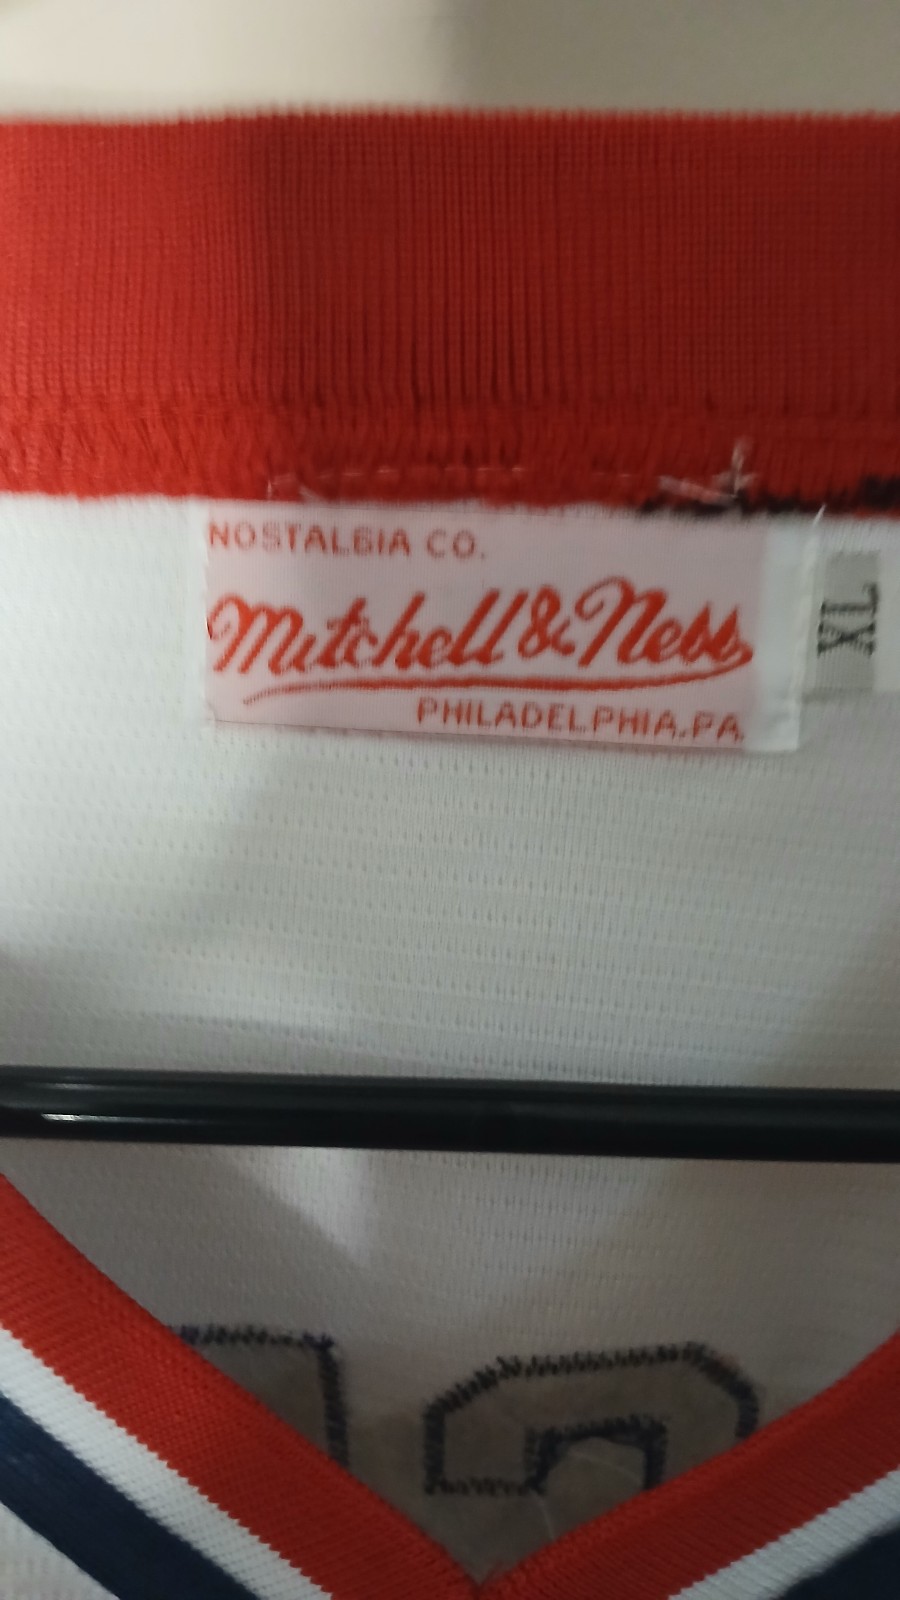 NOSTALGIA CO.
Mitchell & Ness
PHILADELPHIA, PA.
XL